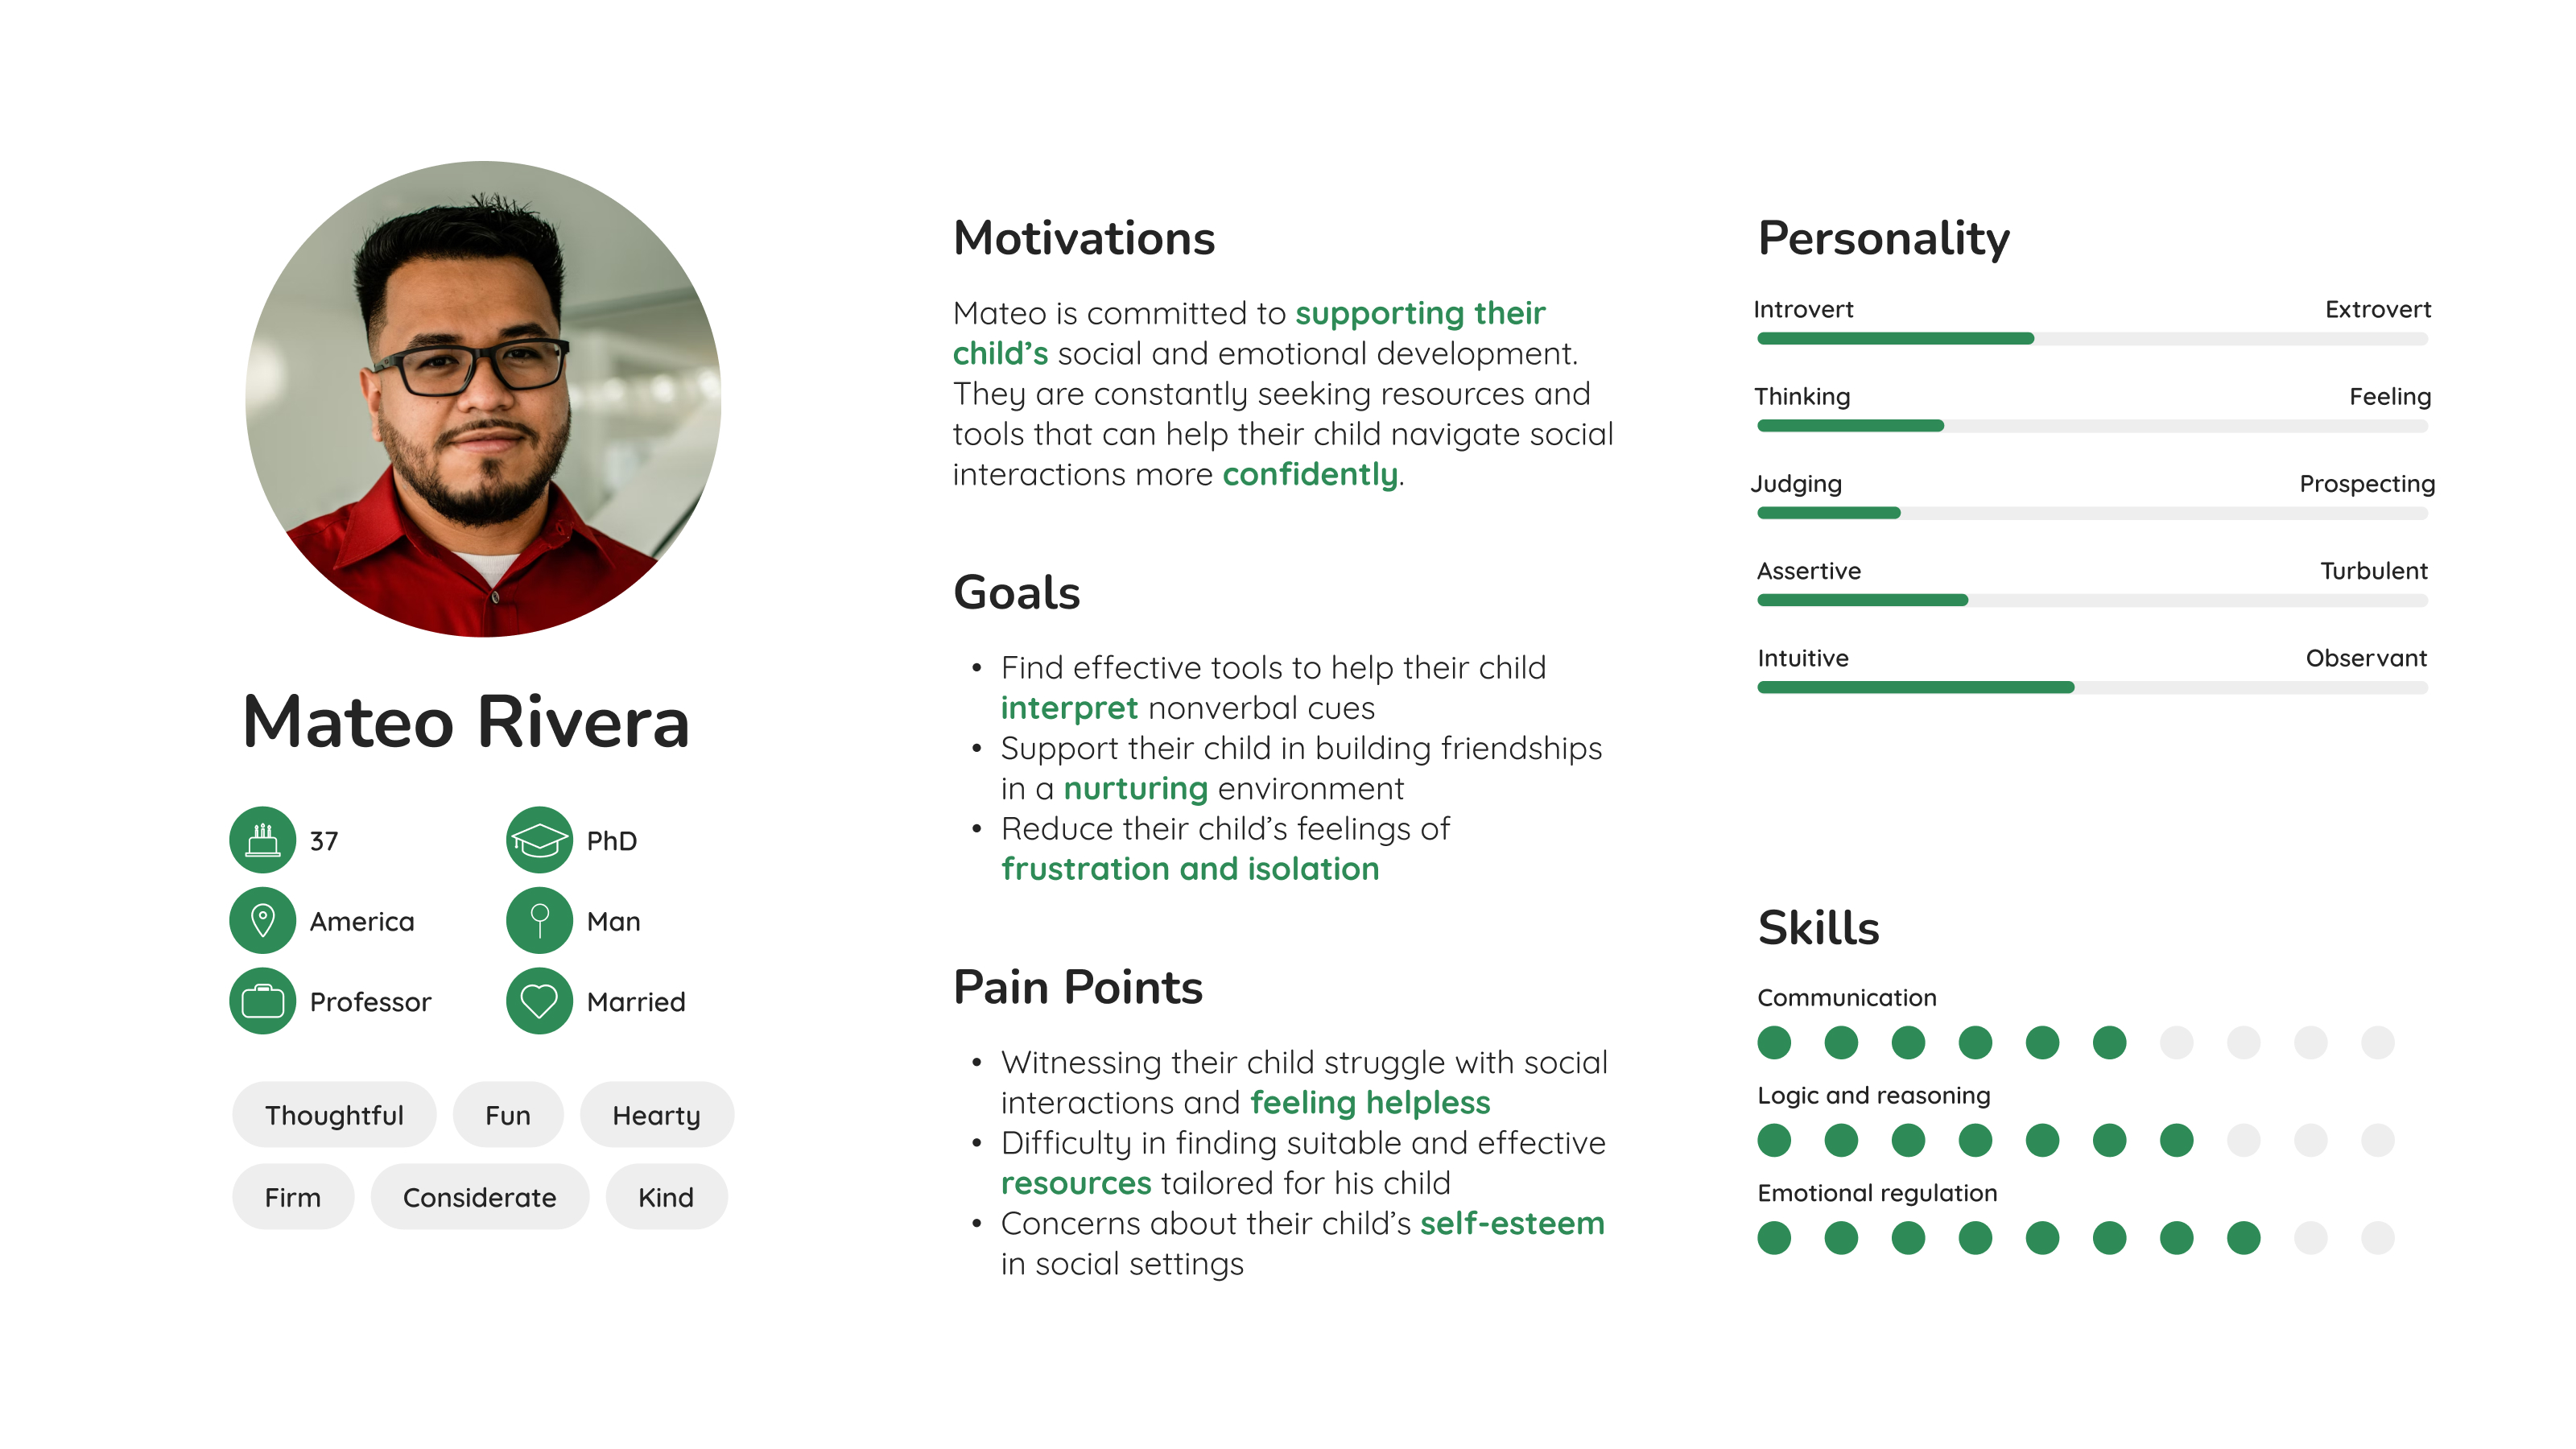 Mateo Rivera
37
PhD
America
Man
Professor
Married
Thoughtful
Fun
Hearty
Firm
Considerate
Kind
Motivations
Mateo is committed to supporting their
child’s social and emotional development.
They are constantly seeking resources and
tools that can help their child navigate social
interactions more confidently.
Goals
• Find effective tools to help their child
interpret nonverbal cues
• Support their child in building friendships
in a nurturing environment
• Reduce their child’s feelings of
frustration and isolation
Pain Points
• Witnessing their child struggle with social
interactions and feeling helpless
• Difficulty in finding suitable and effective
resources tailored for his child
• Concerns about their child’s self-esteem
in social settings
Personality
Introvert Extrovert
Thinking Feeling
Judging Prospecting
Assertive Turbulent
Intuitive Observant
Skills
Communication
Logic and reasoning
Emotional regulation